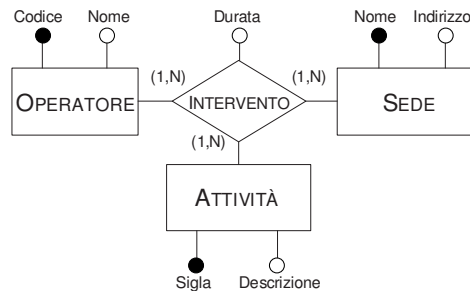 Codice Nome Durata Nome Indirizzo
(1,N) (1,N)
OPERATORE INTERVENTO SEDE
(1,N)
ATTIVITÀ
Sigla Descrizione